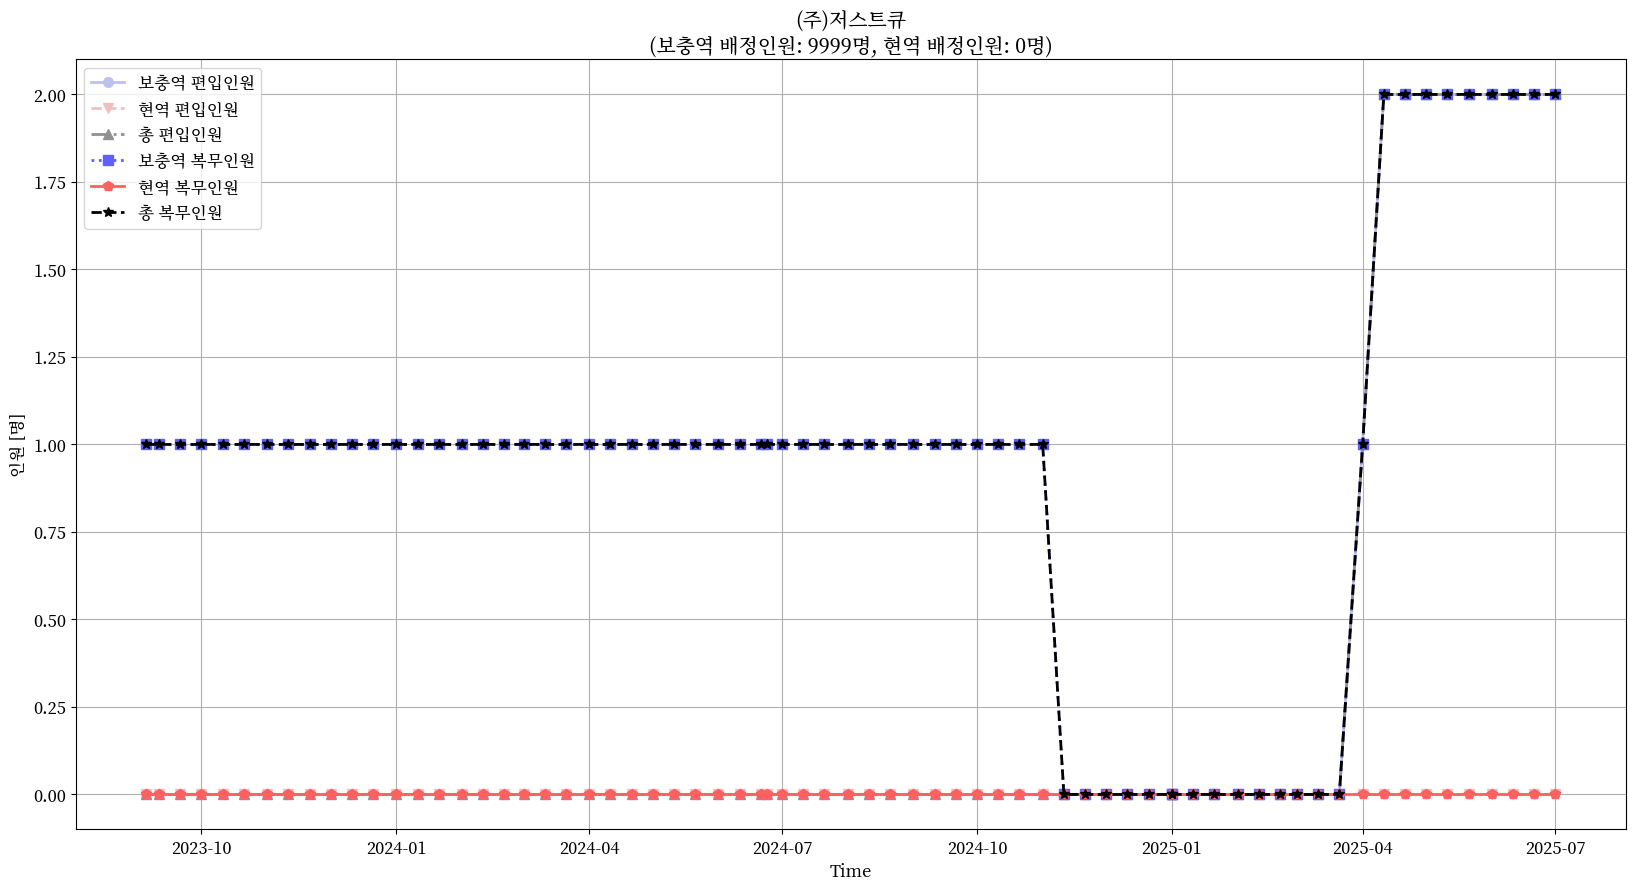 (주)저스트큐
(보충역 배정인원: 9999명, 현역 배정인원: 0명)
보충역 편입인원
현역 편입인원
총 편입인원
보충역 복무인원
현역 복무인원
총 복무인원
2.00
1.75
1.50
1.25
1.00
0.75
0.50
0.25
0.00
인원 [명]
2023-10
2024-01
2024-04
2024-07
2024-10
2025-01
2025-04
2025-07
Time